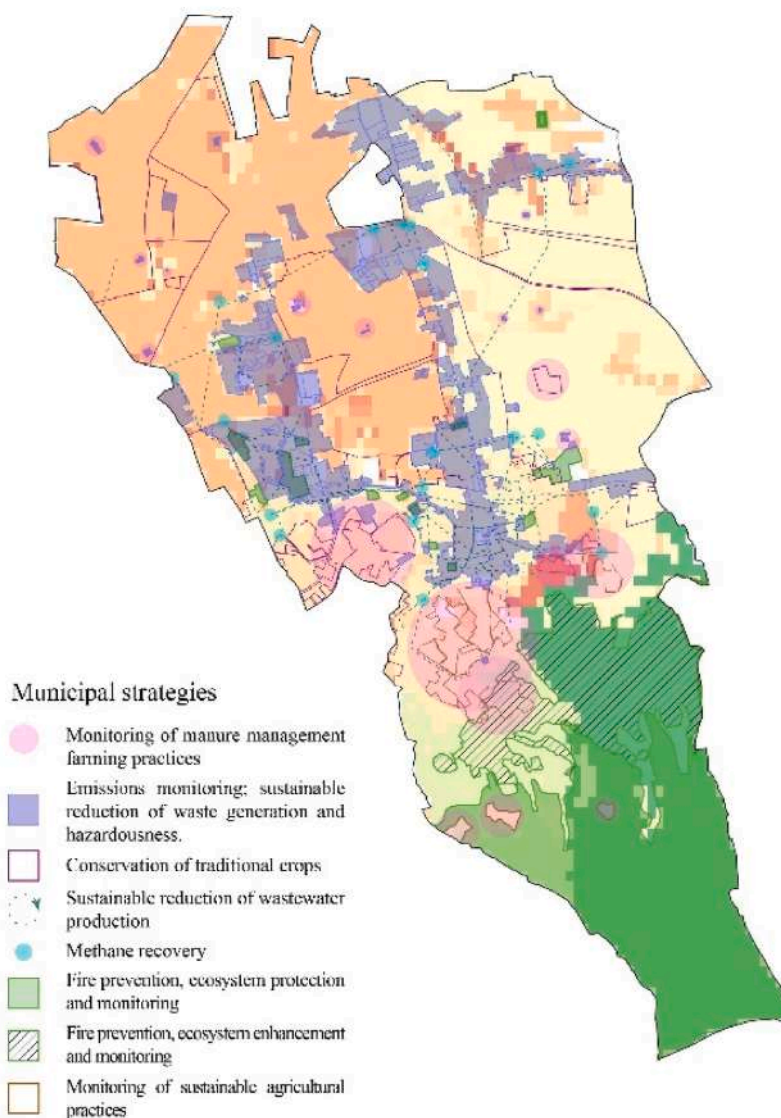 Municipal strategies
Monitoring of manure management
farming practices
Emissions monitoring; sustainable
reduction of waste generation and
hazardousness.
Conservation of traditional crops
Sustainable reduction of wastewater
production
Methane recovery
Fire prevention, ecosystem protection
and monitoring
Fire prevention, ecosystem enhancement
and monitoring
Monitoring of sustainable agricultural
practices